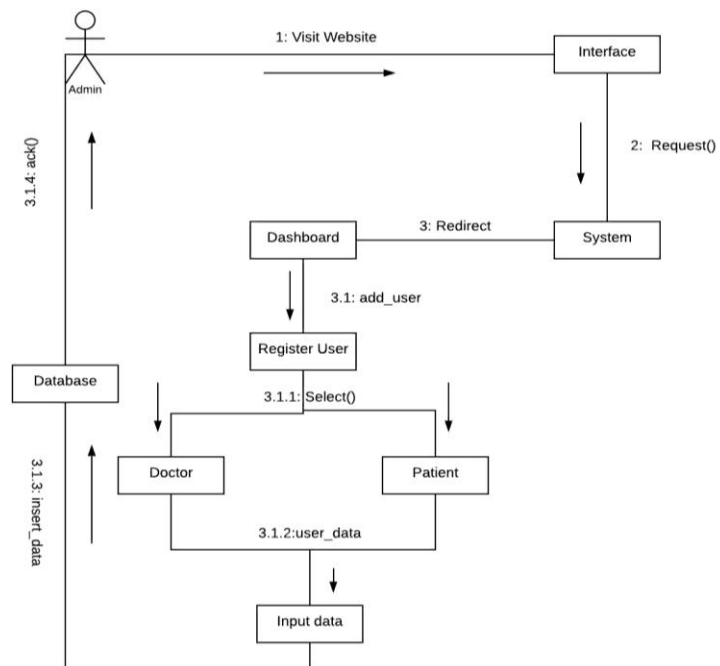 1: Visit Website
Interface
Admin
3.1.4: ack()
2:  Request()
3: Redirect
Dashboard
System
3.1: add_user
Register User
Database
3.1.1: Select()
Doctor
Patient
3.1.3: insert_data
3.1.2:user_data
Input data